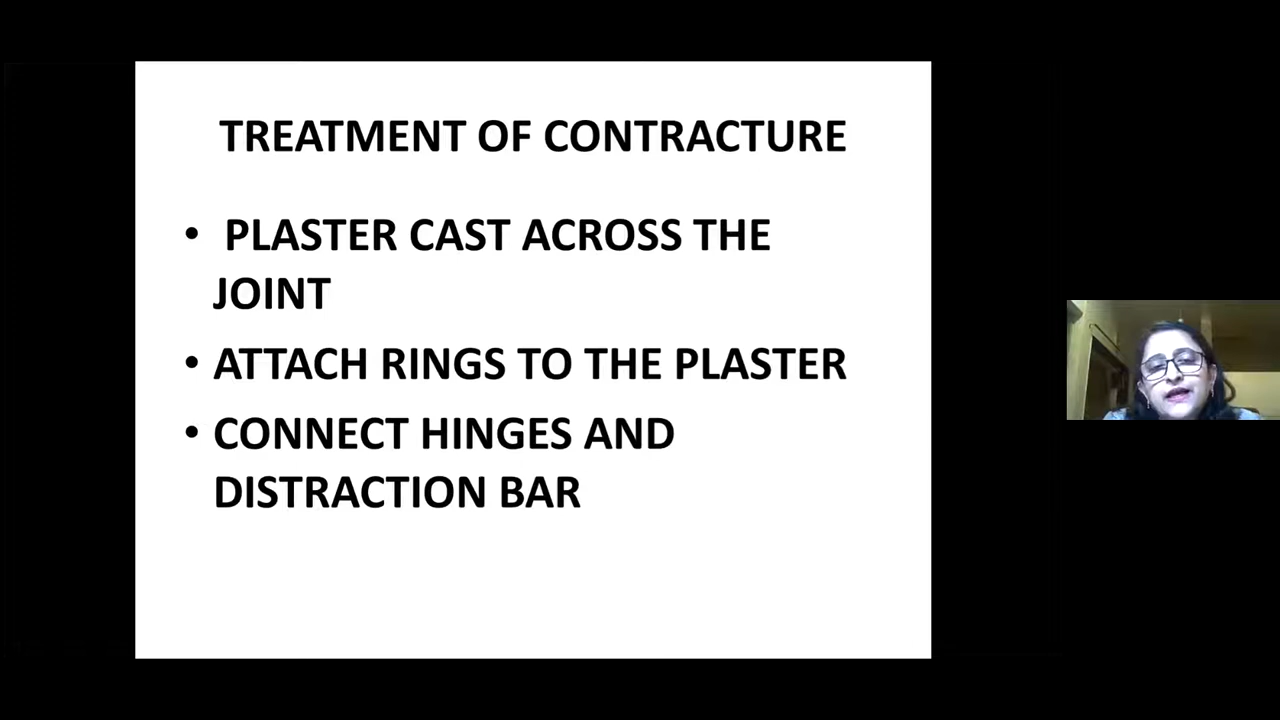 TREATMENT OF CONTRACTURE
• PLASTER CAST ACROSS THE
JOINT
• ATTACH RINGS TO THE PLASTER
• CONNECT HINGES AND
DISTRACTION BAR